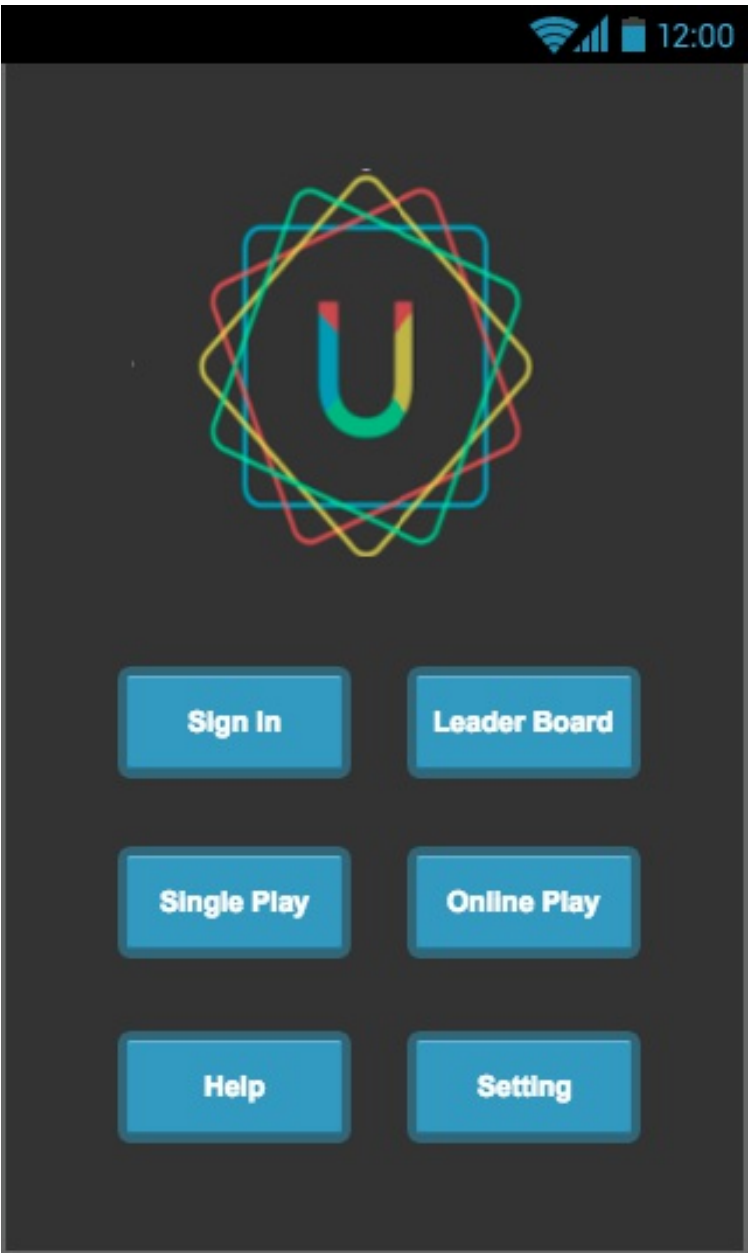 12:00
U
Sign In
Leader Board
Single Play
Online Play
Help
Setting